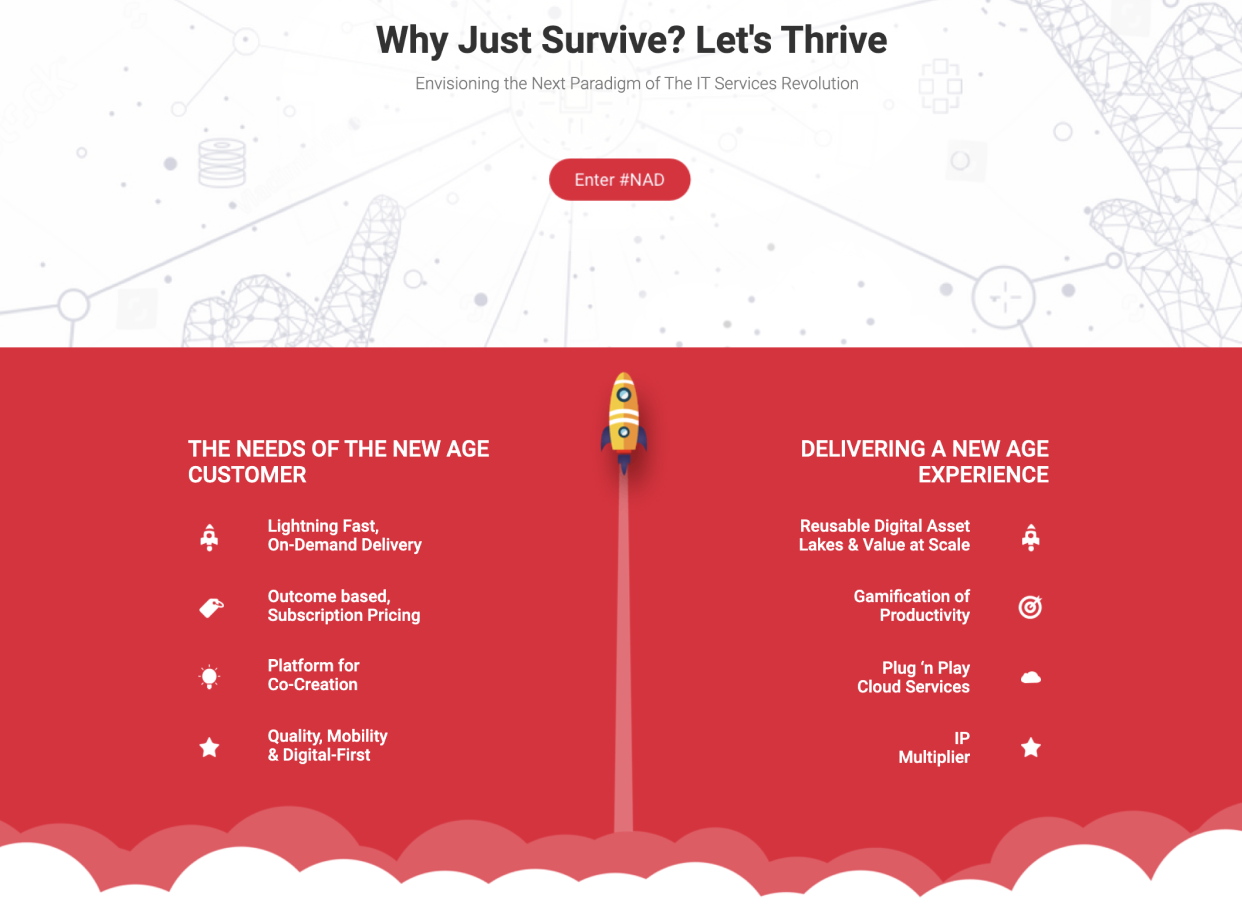 Why Just Survive? Let's Thrive
Envisioning the Next Paradigm of The IT Services Revolution
Enter #NAD
THE NEEDS OF THE NEW AGE
CUSTOMER
Lightning Fast,
On-Demand Delivery
Outcome based,
Subscription Pricing
Platform for
Co-Creation
Quality, Mobility
& Digital-First
DELIVERING A NEW AGE
EXPERIENCE
Reusable Digital Asset
Lakes & Value at Scale
Gamification of
Productivity
Plug ‘n Play
Cloud Services
IP
Multiplier